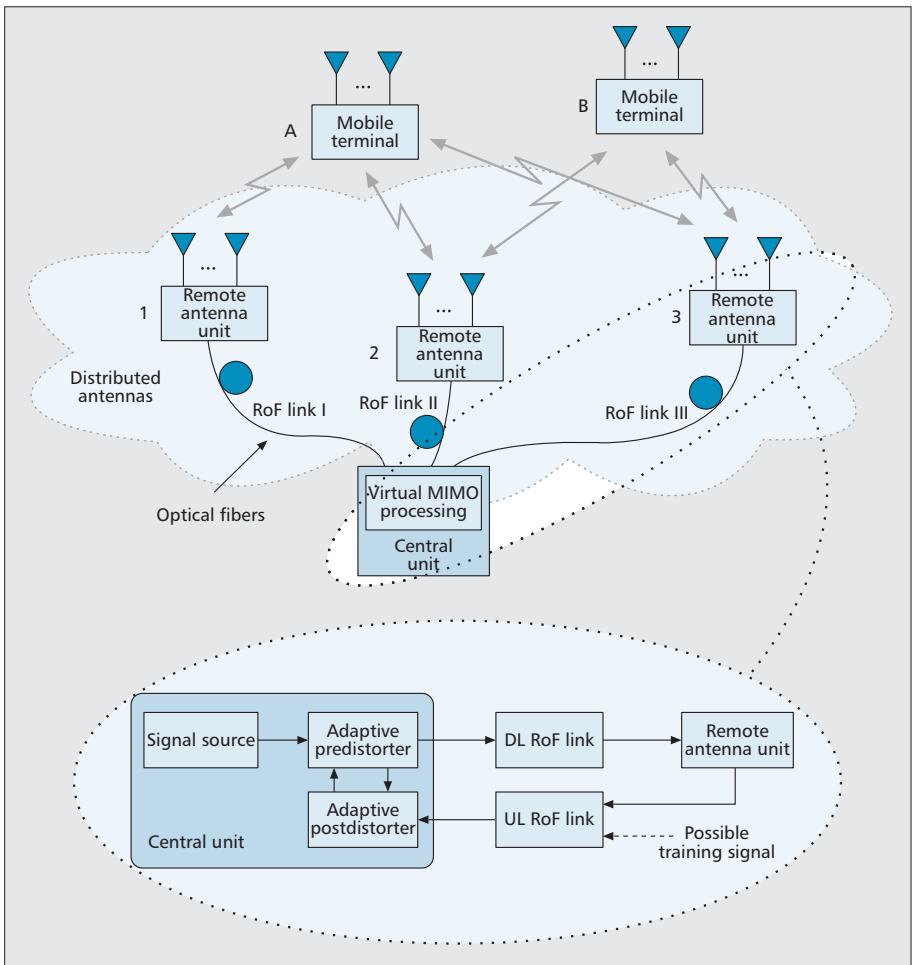 ...
...
A
Mobile
terminal
B
Mobile
terminal
...
...
...
1
Remote
antenna
unit
2
Remote
antenna
unit
3
Remote
antenna
unit
Distributed
antennas
RoF link I
RoF link II
RoF link III
Optical fibers
Virtual MIMO
processing
Central
unit
Signal source
Adaptive
predistorter
DL RoF link
Remote
antenna unit
Adaptive
postdistorter
UL RoF link
Central unit
Possible
training signal